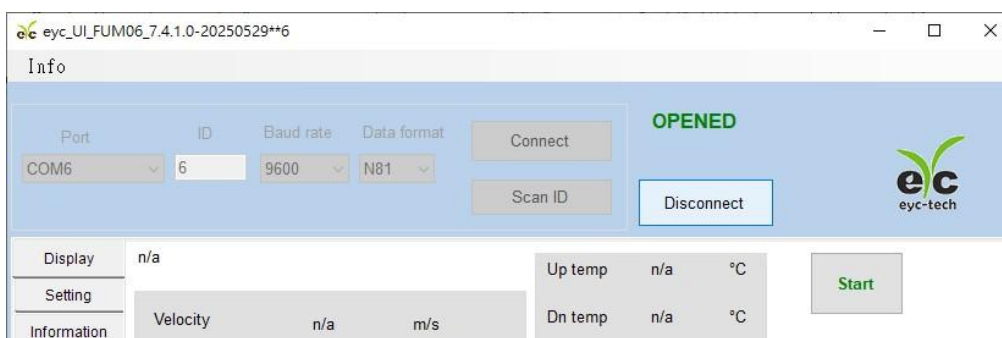 eyc eyc_UI_FUM06_7.4.1.0-20250529**6
Info
Port ID Baud rate Data format
COM6 6 9600 N81
Connect
Scan ID
OPENED
Disconnect
eyc
eyc-tech
Display
Setting
Information
n/a
Velocity n/a m/s
Up temp n/a °C
Dn temp n/a °C
Start